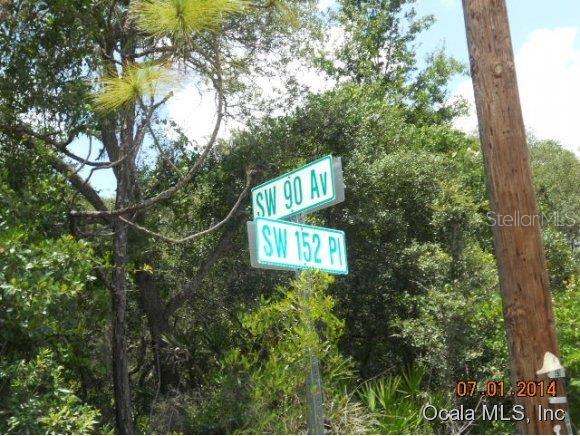 SW 90 Av
SW 152 Pl
StellarMLS
07 01 2014
Ocala MLS, Inc